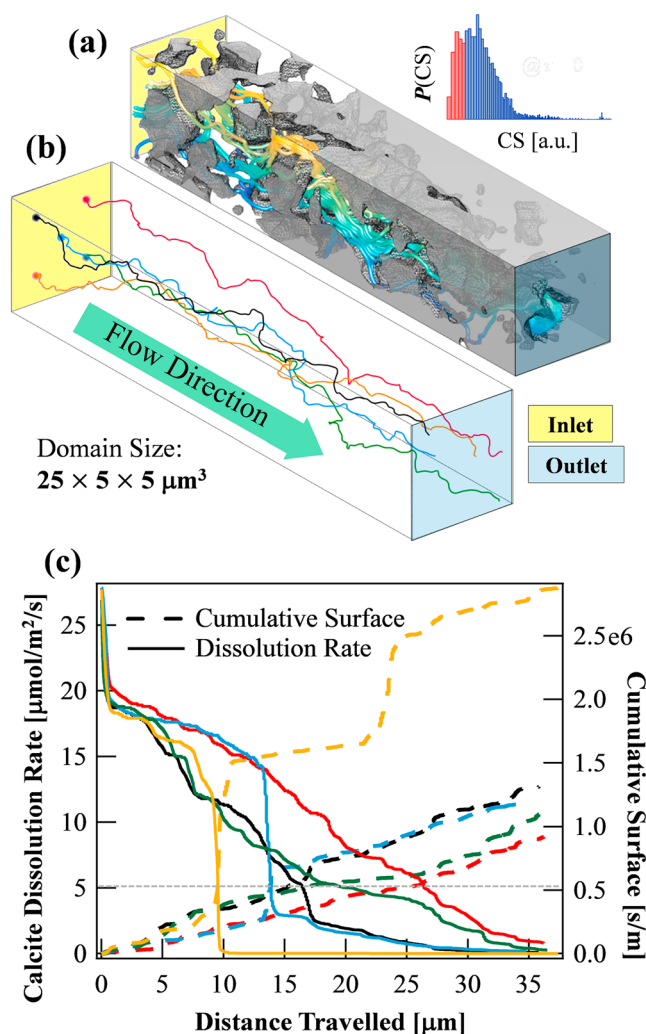 (a)
P(CS)
CS [a.u.]
(b)
Flow Direction
Domain Size:
25 × 5 × 5 μm³
Inlet
Outlet
(c)
Calcite Dissolution Rate [μmol/m²/s]
25
20
15
10
5
0
Cumulative Surface
Dissolution Rate
2.5e6
2.0
1.5
1.0
0.5
0.0
Cumulative Surface [s/m]
0 5 10 15 20 25 30 35
Distance Travelled [μm]